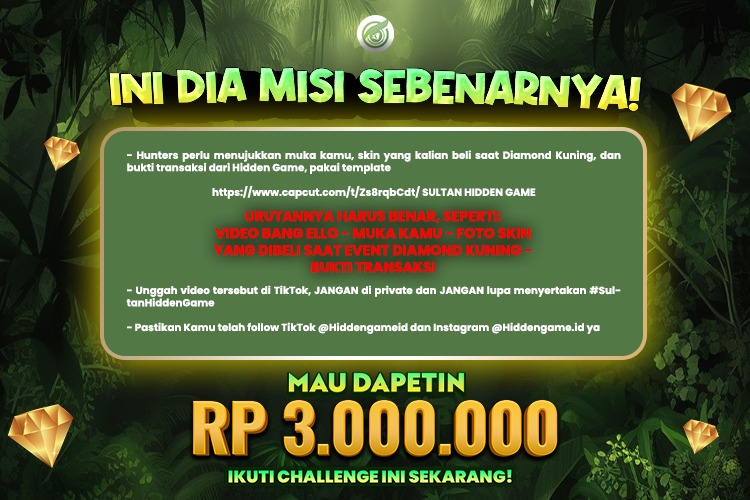 INI DIA MISI SEBENARNYA!
- Hunters perlu menujukkan muka kamu, skin yang kalian beli saat Diamond Kuning, dan
bukti transaksi dari Hidden Game, pakai template
https://www.capcut.com/t/Zs8rqbCdt/ SULTAN HIDDEN GAME
URUTANNYA HARUS BENAR, SEPERTI:
VIDEO BANG ELLO - MUKA KAMU - FOTO SKIN
YANG DIBELI SAAT EVENT DIAMOND KUNING -
BUKTI TRANSAKSI
- Unggah video tersebut di TikTok, JANGAN di private dan JANGAN lupa menyertakan #Sul-
tanHiddenGame
- Pastikan Kamu telah follow TikTok @Hiddengameid dan Instagram @Hiddengame.id ya
MAU DAPETIN
RP 3.000.000
IKUTI CHALLENGE INI SEKARANG!